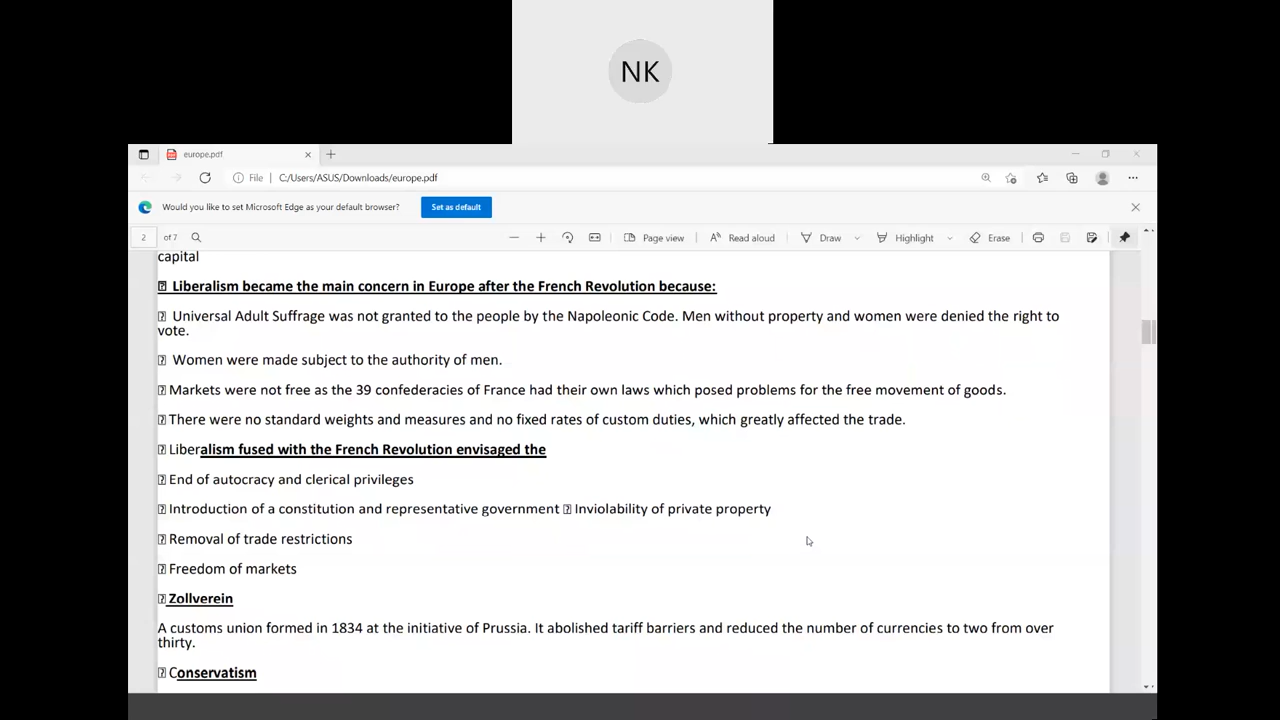 NK
europe.pdf
File | C:/Users/ASUS/Downloads/europe.pdf
Would you like to set Microsoft Edge as your default browser? Set as default
2 of 7 Page view Read aloud Draw Highlight Erase
capital
Liberalism became the main concern in Europe after the French Revolution because:
Universal Adult Suffrage was not granted to the people by the Napoleonic Code. Men without property and women were denied the right to
vote.
Women were made subject to the authority of men.
Markets were not free as the 39 confederacies of France had their own laws which posed problems for the free movement of goods.
There were no standard weights and measures and no fixed rates of custom duties, which greatly affected the trade.
Liberalism fused with the French Revolution envisaged the
End of autocracy and clerical privileges
Introduction of a constitution and representative government Inviolability of private property
Removal of trade restrictions
Freedom of markets
Zollverein
A customs union formed in 1834 at the initiative of Prussia. It abolished tariff barriers and reduced the number of currencies to two from over
thirty.
Conservatism